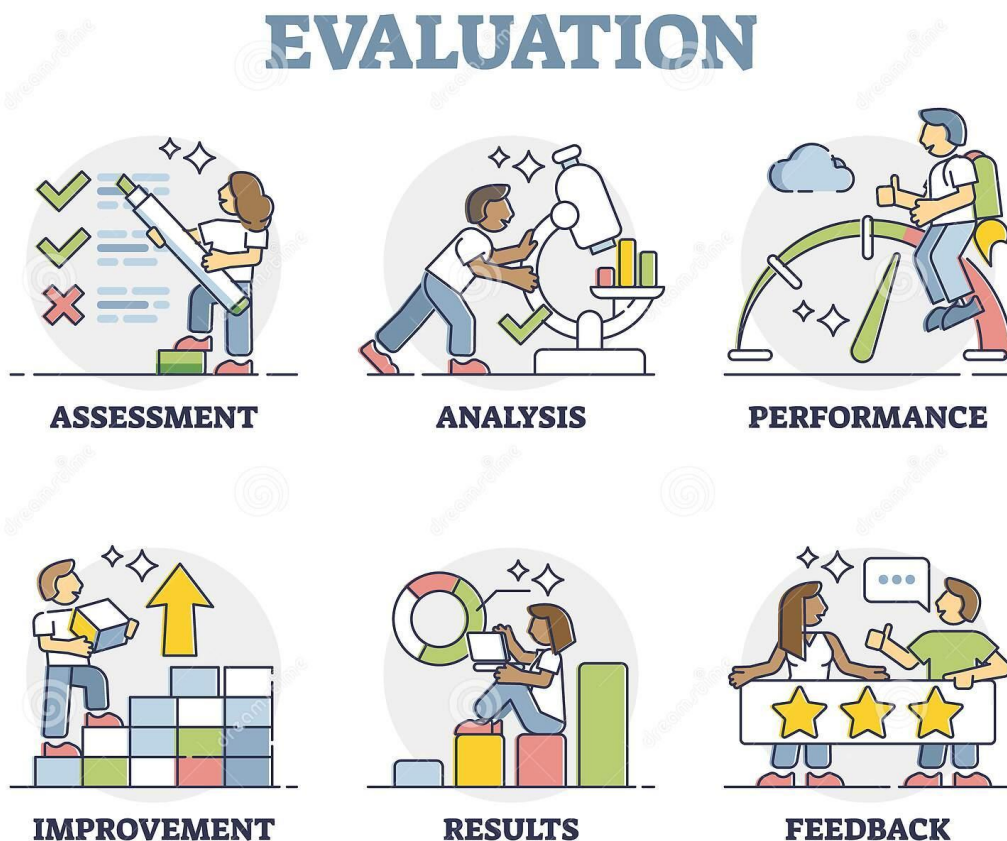 EVALUATION
ASSESSMENT
ANALYSIS
PERFORMANCE
IMPROVEMENT
RESULTS
FEEDBACK